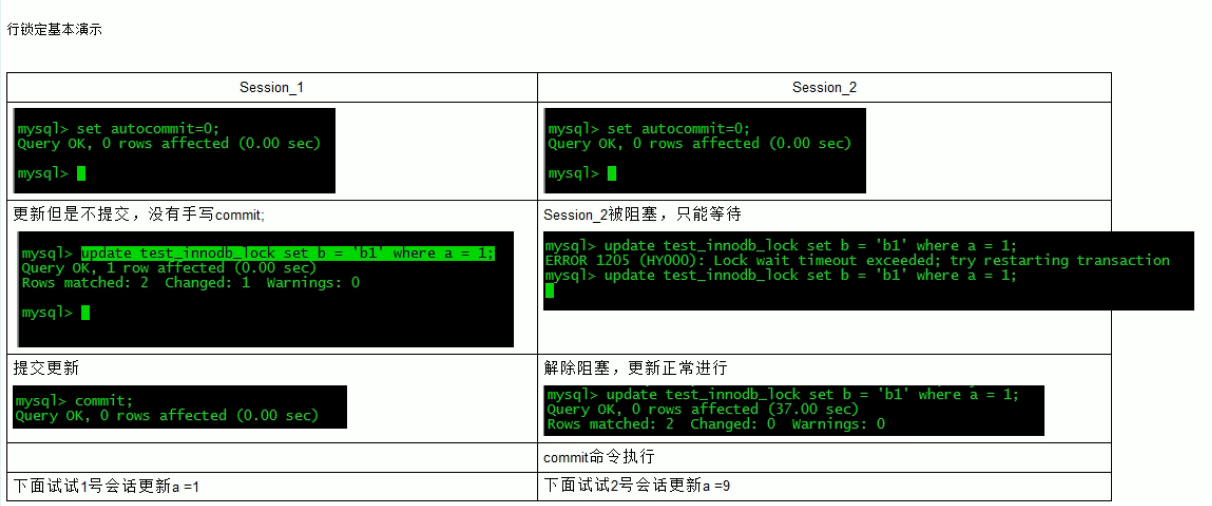 行锁定基本演示
Session_1
Session_2
mysql> set autocommit=0;
Query OK, 0 rows affected (0.00 sec)
mysql>
mysql> set autocommit=0;
Query OK, 0 rows affected (0.00 sec)
mysql>
更新但是不提交，没有手写commit;
mysql> update test_innodb_lock set b = 'b1' where a = 1;
Query OK, 1 row affected (0.00 sec)
Rows matched: 2  Changed: 1  Warnings: 0
mysql>
Session_2被阻塞，只能等待
mysql> update test_innodb_lock set b = 'b1' where a = 1;
ERROR 1205 (HY000): Lock wait timeout exceeded; try restarting transaction
mysql> update test_innodb_lock set b = 'b1' where a = 1;
提交更新
mysql> commit;
Query OK, 0 rows affected (0.00 sec)
解除阻塞，更新正常进行
mysql> update test_innodb_lock set b = 'b1' where a = 1;
Query OK, 0 rows affected (37.00 sec)
Rows matched: 2  Changed: 0  Warnings: 0
commit命令执行
下面试试1号会话更新a =1
下面试试2号会话更新a =9